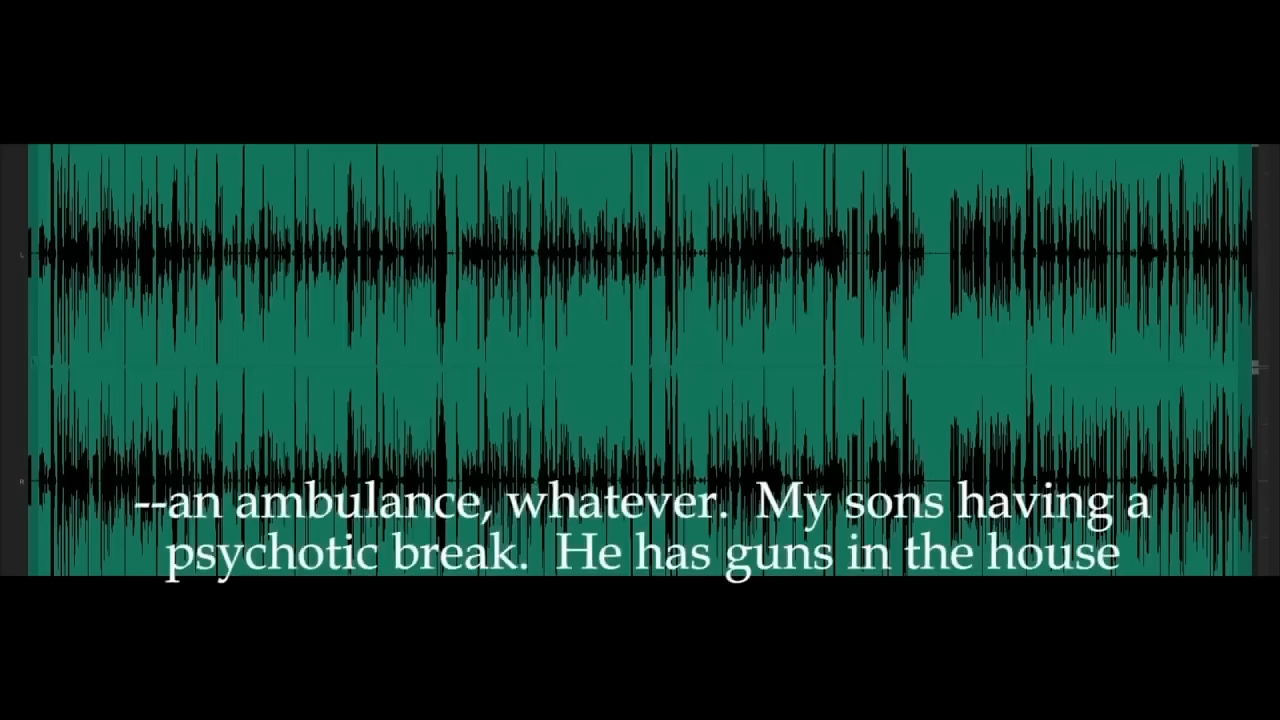 --an ambulance, whatever.  My sons having a
psychotic break.  He has guns in the house